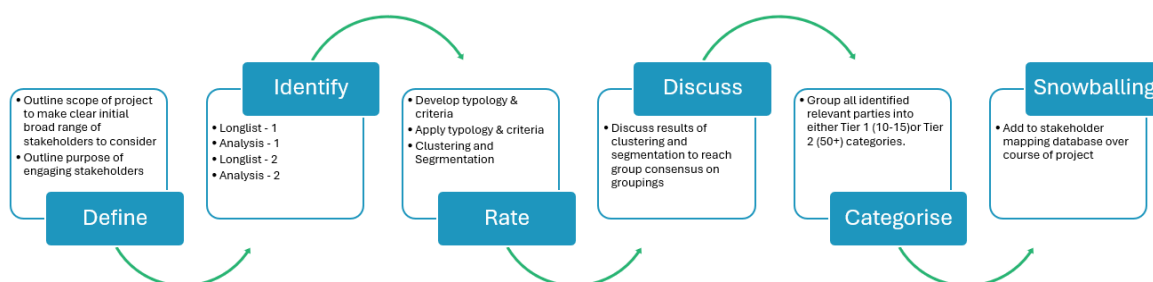 • Outline scope of project
to make clear initial
broad range of
stakeholders to consider
• Outline purpose of
engaging stakeholders
Define
Identify
• Longlist - 1
• Analysis - 1
• Longlist - 2
• Analysis - 2
• Develop typology &
criteria
• Apply typology & criteria
• Clustering and
Segrmentation
Rate
Discuss
• Discuss results of
clustering and
segmentation to reach
group consensus on
groupings
• Group all identified
relevant parties into
either Tier 1 (10-15)or Tier
2 (50+) categories.
Categorise
Snowballing
• Add to stakeholder
mapping database over
course of project